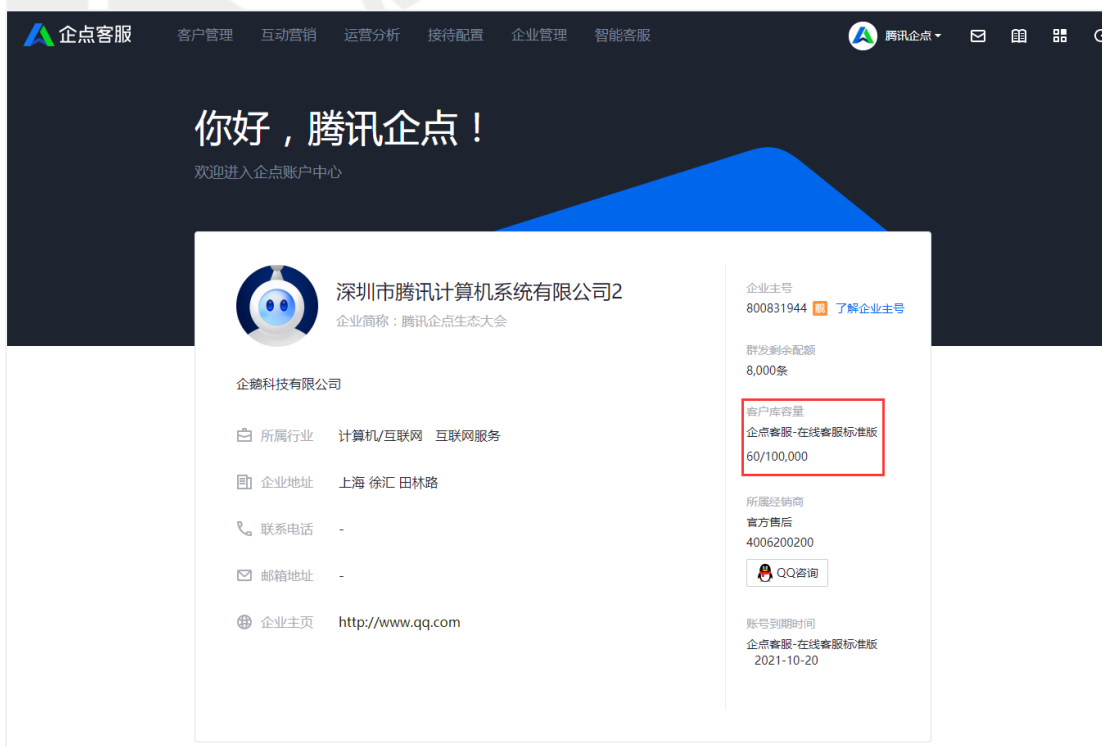 企点客服 客户管理 互动营销 运营分析 接待配置 企业管理 智能客服 腾讯企点
你好，腾讯企点！
欢迎进入企点账户中心
深圳市腾讯计算机系统有限公司2
企业简称：腾讯企点生态大会
企鹅科技有限公司
所属行业 计算机/互联网 互联网服务
企业地址 上海 徐汇 田林路
联系电话 -
邮箱地址 -
企业主页 http://www.qq.com
企业主号
800831944 靓 了解企业主号
群发剩余配额
8,000条
客户库容量
企点客服-在线客服标准版
60/100,000
所属经销商
官方售后
4006200200
QQ咨询
账号到期时间
企点客服-在线客服标准版
2021-10-20